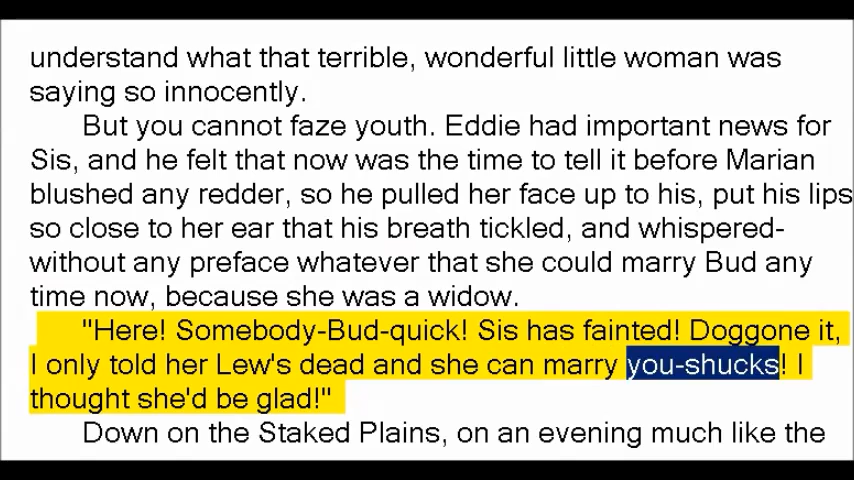 understand what that terrible, wonderful little woman was
saying so innocently.
But you cannot faze youth. Eddie had important news for
Sis, and he felt that now was the time to tell it before Marian
blushed any redder, so he pulled her face up to his, put his lips
so close to her ear that his breath tickled, and whispered-
without any preface whatever that she could marry Bud any
time now, because she was a widow.
"Here! Somebody-Bud-quick! Sis has fainted! Doggone it,
I only told her Lew's dead and she can marry you-shucks! I
thought she'd be glad!"
Down on the Staked Plains, on an evening much like the